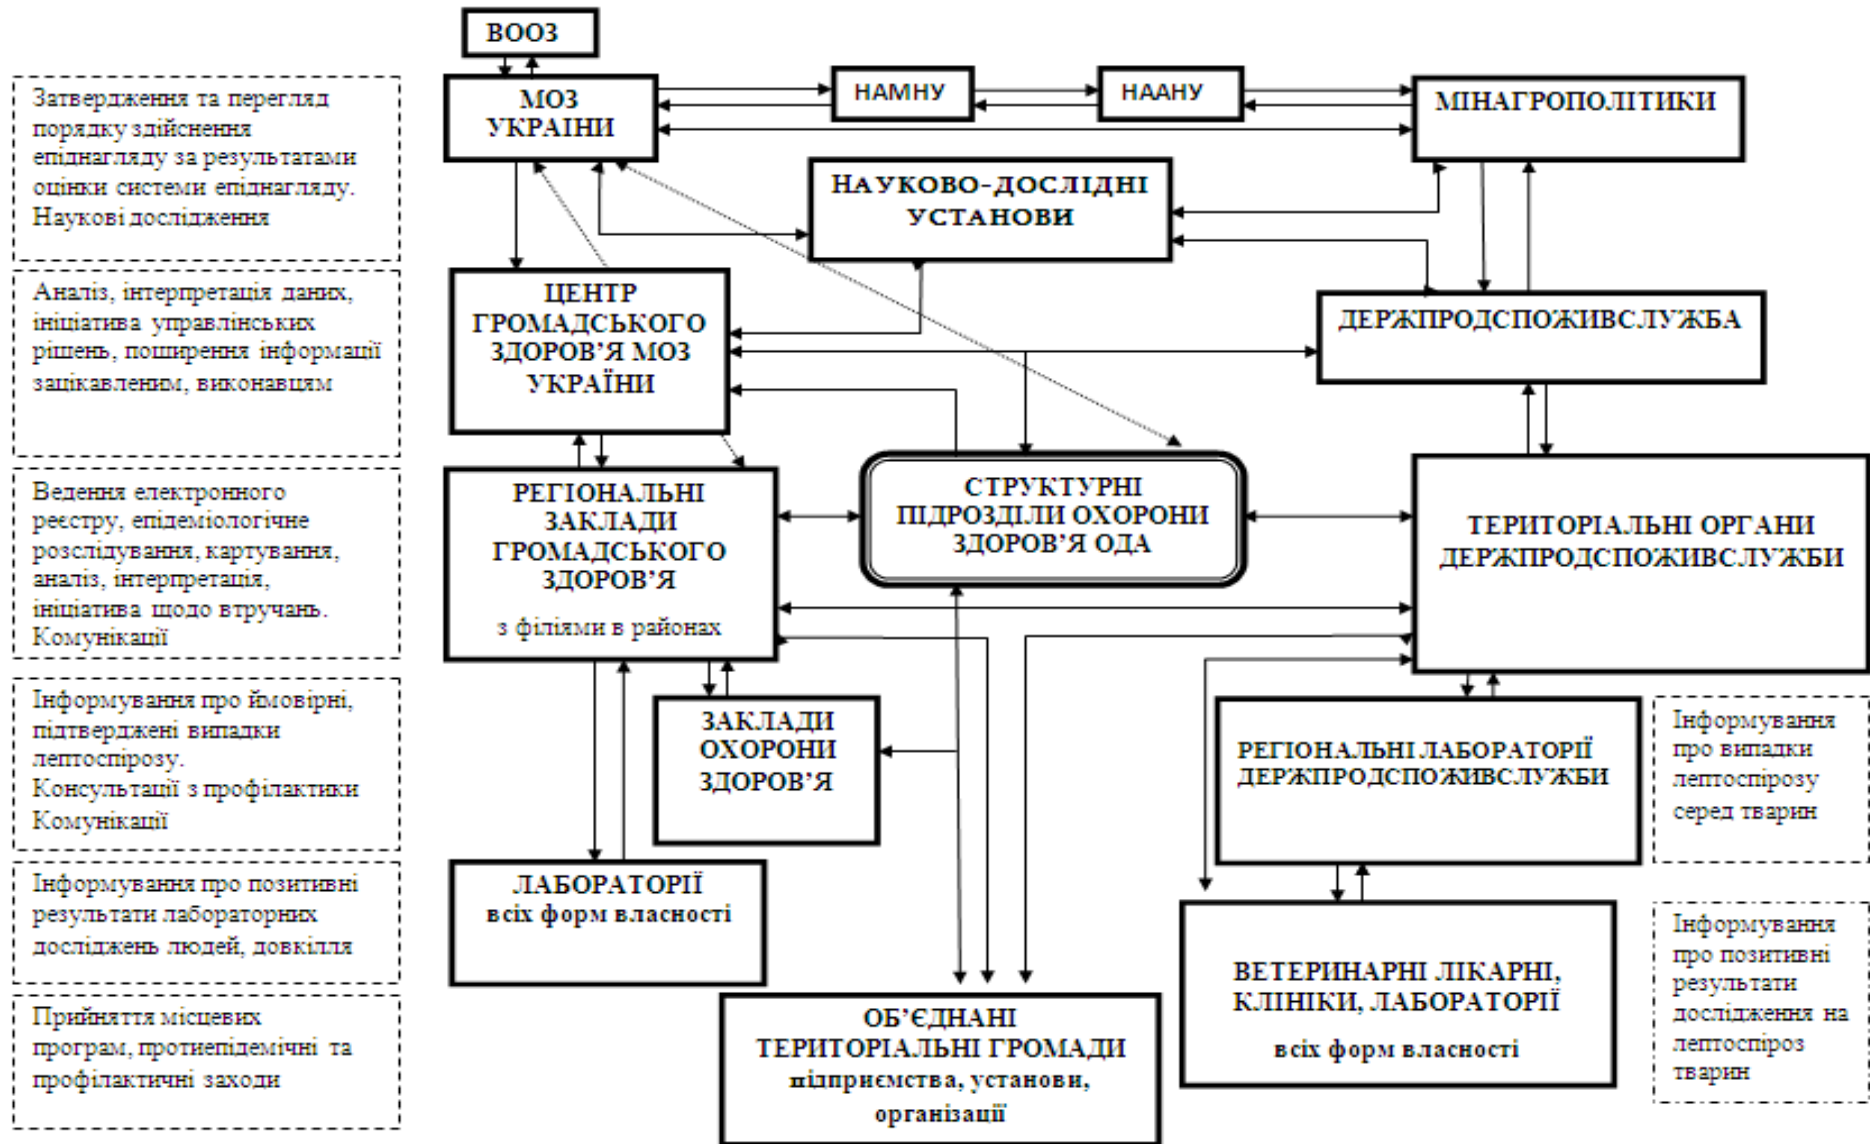 ВООЗ
МОЗ
УКРАЇНИ
НАМНУ
НААНУ
МІНАГРОПОЛІТИКИ
Затвердження та перегляд
порядку здійснення
епіднагляду за результатами
оцінки системи епіднагляду.
Наукові дослідження
НАУКОВО-ДОСЛІДНІ
УСТАНОВИ
Аналіз, інтерпретація даних,
ініціатива управлінських
рішень, поширення інформації
зацікавленим, виконавцям
ЦЕНТР
ГРОМАДСЬКОГО
ЗДОРОВ’Я МОЗ
УКРАЇНИ
ДЕРЖПРОДСПОЖИВСЛУЖБА
Ведення електронного
реєстру, епідеміологічне
розслідування, картування,
аналіз, інтерпретація,
ініціатива щодо втручань.
Комунікації
РЕГІОНАЛЬНІ
ЗАКЛАДИ
ГРОМАДСЬКОГО
ЗДОРОВ’Я
з філіями в районах
СТРУКТУРНІ
ПІДРОЗДІЛИ ОХОРОНИ
ЗДОРОВ’Я ОДА
ТЕРИТОРІАЛЬНІ ОРГАНИ
ДЕРЖПРОДСПОЖИВСЛУЖБИ
Інформування про ймовірні,
підтверджені випадки
лептоспірозу.
Консультації з профілактики
Комунікації
ЗАКЛАДИ
ОХОРОНИ
ЗДОРОВ’Я
РЕГІОНАЛЬНІ ЛАБОРАТОРІЇ
ДЕРЖПРОДСПОЖИВСЛУЖБИ
Інформування
про випадки
лептоспірозу
серед тварин
Інформування про позитивні
результати лабораторних
досліджень людей, довкілля
ЛАБОРАТОРІЇ
всіх форм власності
ВЕТЕРИНАРНІ ЛІКАРНІ,
КЛІНІКИ, ЛАБОРАТОРІЇ
всіх форм власності
Інформування
про позитивні
результати
дослідження на
лептоспіроз
тварин
Прийняття місцевих
програм, протиепідемічні та
профілактичні заходи
ОБ’ЄДНАНІ
ТЕРИТОРІАЛЬНІ ГРОМАДИ
підприємства, установи,
організації